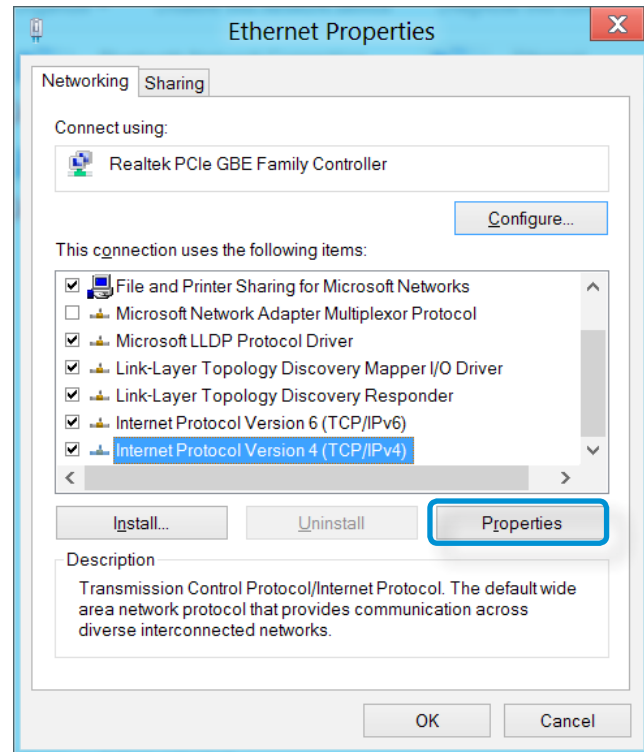 Ethernet Properties
X
Networking
Sharing
Connect using:
Realtek PCIe GBE Family Controller
Configure...
This connection uses the following items:
File and Printer Sharing for Microsoft Networks
Microsoft Network Adapter Multiplexor Protocol
Microsoft LLDP Protocol Driver
Link-Layer Topology Discovery Mapper I/O Driver
Link-Layer Topology Discovery Responder
Internet Protocol Version 6 (TCP/IPv6)
Internet Protocol Version 4 (TCP/IPv4)
Install...
Uninstall
Properties
Description
Transmission Control Protocol/Internet Protocol. The default wide
area network protocol that provides communication across
diverse interconnected networks.
OK
Cancel